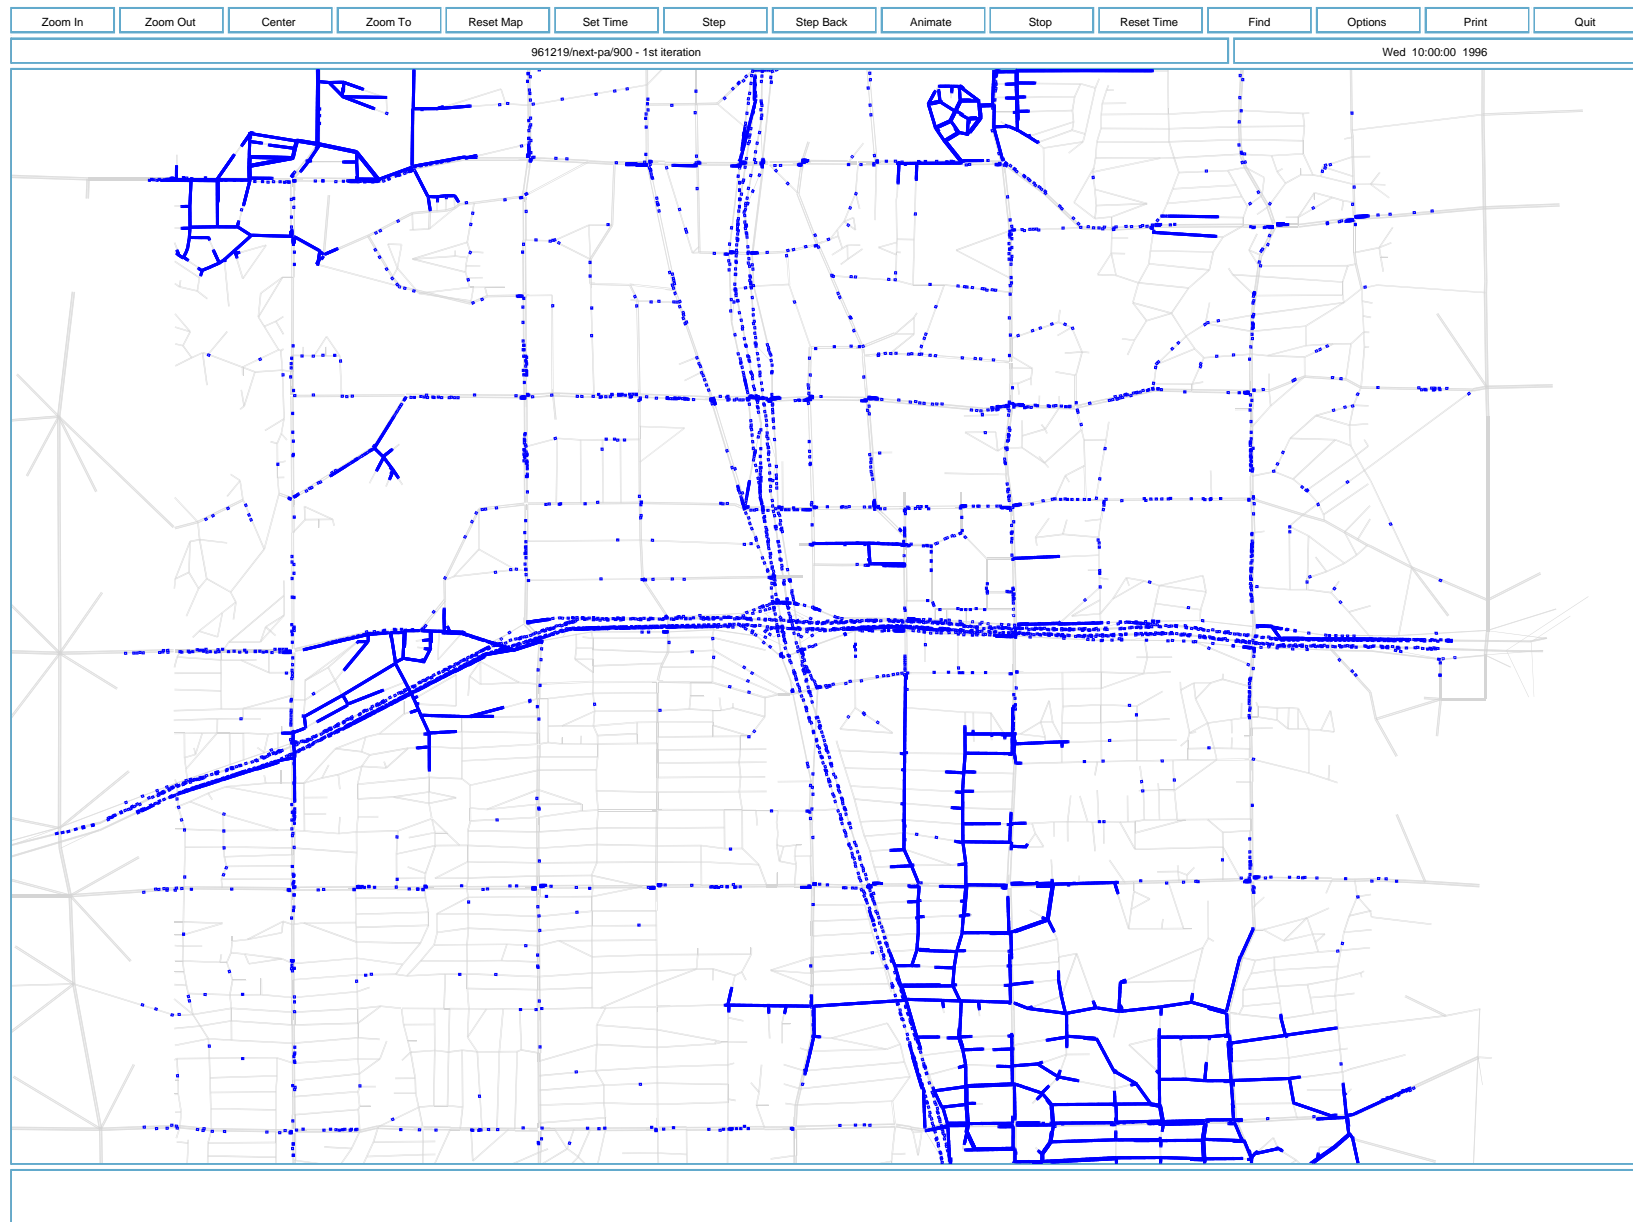 Zoom In Zoom Out Center Zoom To Reset Map Set Time Step Step Back Animate Stop Reset Time Find Options Print Quit
961219/next-pa/900 - 1st iteration Wed 10:00:00 1996